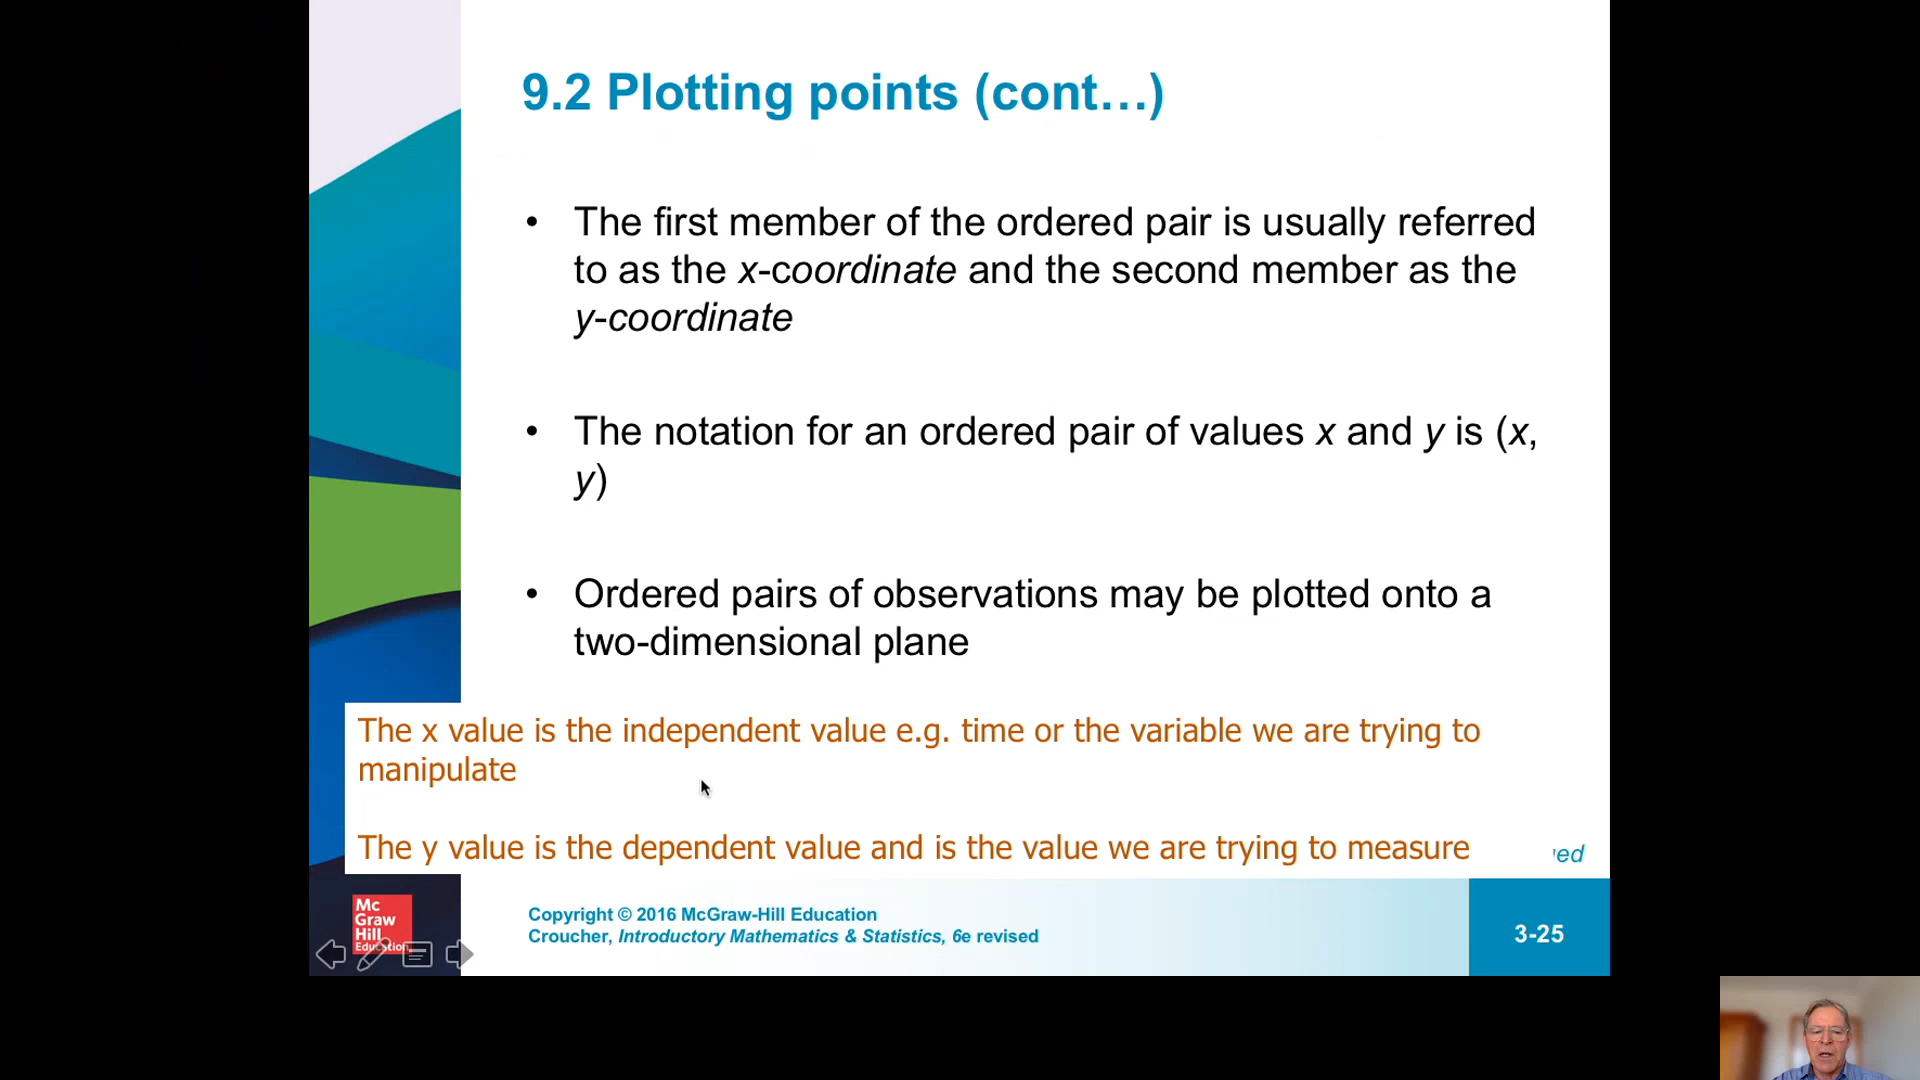 9.2 Plotting points (cont…)
• The first member of the ordered pair is usually referred
to as the x-coordinate and the second member as the
y-coordinate
• The notation for an ordered pair of values x and y is (x,
y)
• Ordered pairs of observations may be plotted onto a
two-dimensional plane
The x value is the independent value e.g. time or the variable we are trying to
manipulate
The y value is the dependent value and is the value we are trying to measure
Mc
Graw
Hill
Education
Copyright © 2016 McGraw-Hill Education
Croucher, Introductory Mathematics & Statistics, 6e revised
3-25